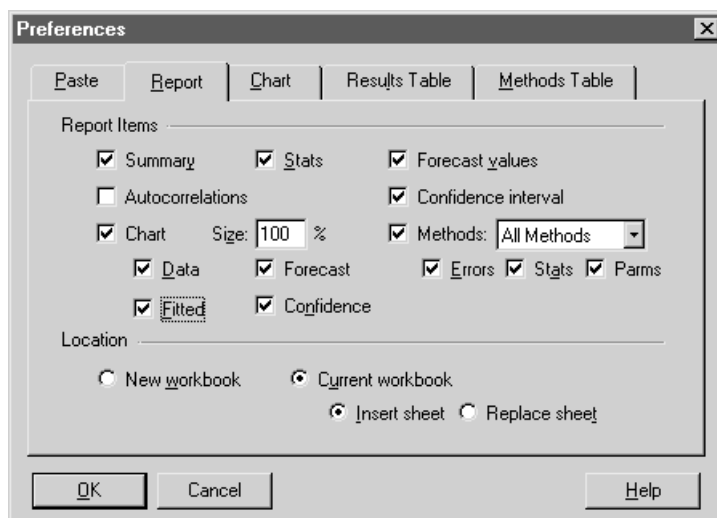 Preferences
Paste Report Chart Results Table Methods Table
Report Items
Summary Stats Forecast values
Autocorrelations Confidence interval
Chart Size: 100 % Methods: All Methods
Data Forecast Errors Stats Parms
Fitted Confidence
Location
New workbook Current workbook
Insert sheet Replace sheet
OK Cancel Help